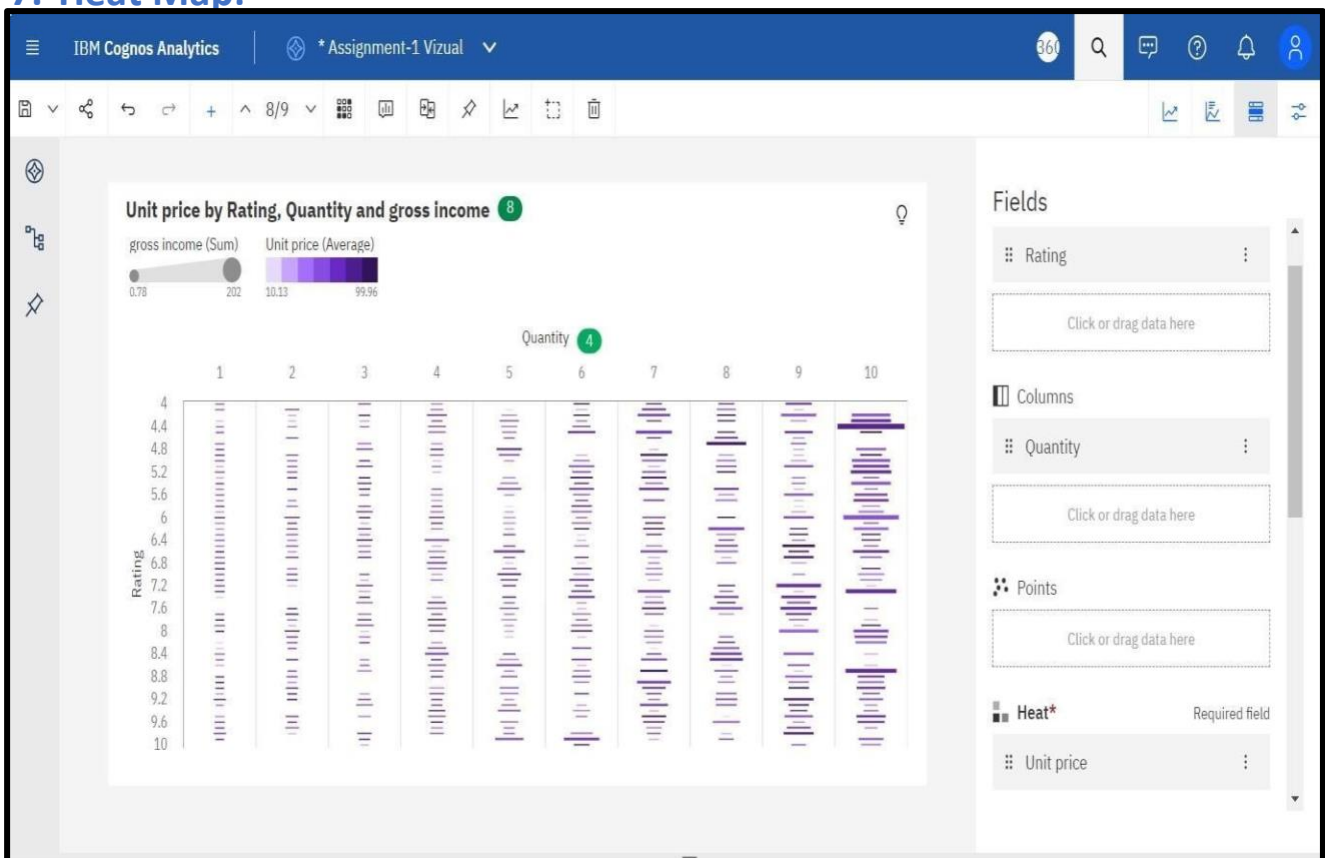 7. Heat Map:
IBM Cognos Analytics
* Assignment-1 Vizual
360
8/9
Unit price by Rating, Quantity and gross income 8
gross income (Sum) Unit price (Average)
0.78 202 10.13 99.96
Quantity 4
1 2 3 4 5 6 7 8 9 10
Rating
4
4.4
4.8
5.2
5.6
6
6.4
6.8
7.2
7.6
8
8.4
8.8
9.2
9.6
10
Fields
Rating
Click or drag data here
Columns
Quantity
Click or drag data here
Points
Click or drag data here
Heat* Required field
Unit price